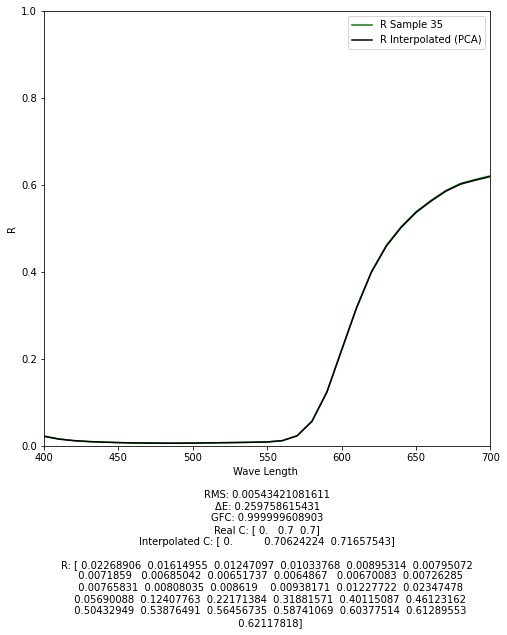 1.0
0.8
0.6
0.4
0.2
0.0
R
400 450 500 550 600 650 700
Wave Length
R Sample 35
R Interpolated (PCA)
RMS: 0.00543421081611
ΔE: 0.259758615431
GFC: 0.999999608903
Real C: [ 0. 0.7 0.7]
Interpolated C: [ 0. 0.70624224 0.71657543]
R: [ 0.02268906 0.01614955 0.01247097 0.01033768 0.00895314 0.00795072
0.0071859 0.00685042 0.00651737 0.0064867 0.00670083 0.00726285
0.00765831 0.00808035 0.008619 0.00938171 0.01227722 0.02347478
0.05690088 0.12407763 0.22171384 0.31881571 0.40115087 0.46123162
0.50432949 0.53876491 0.56456735 0.58741069 0.60377514 0.61289553
0.62117818]